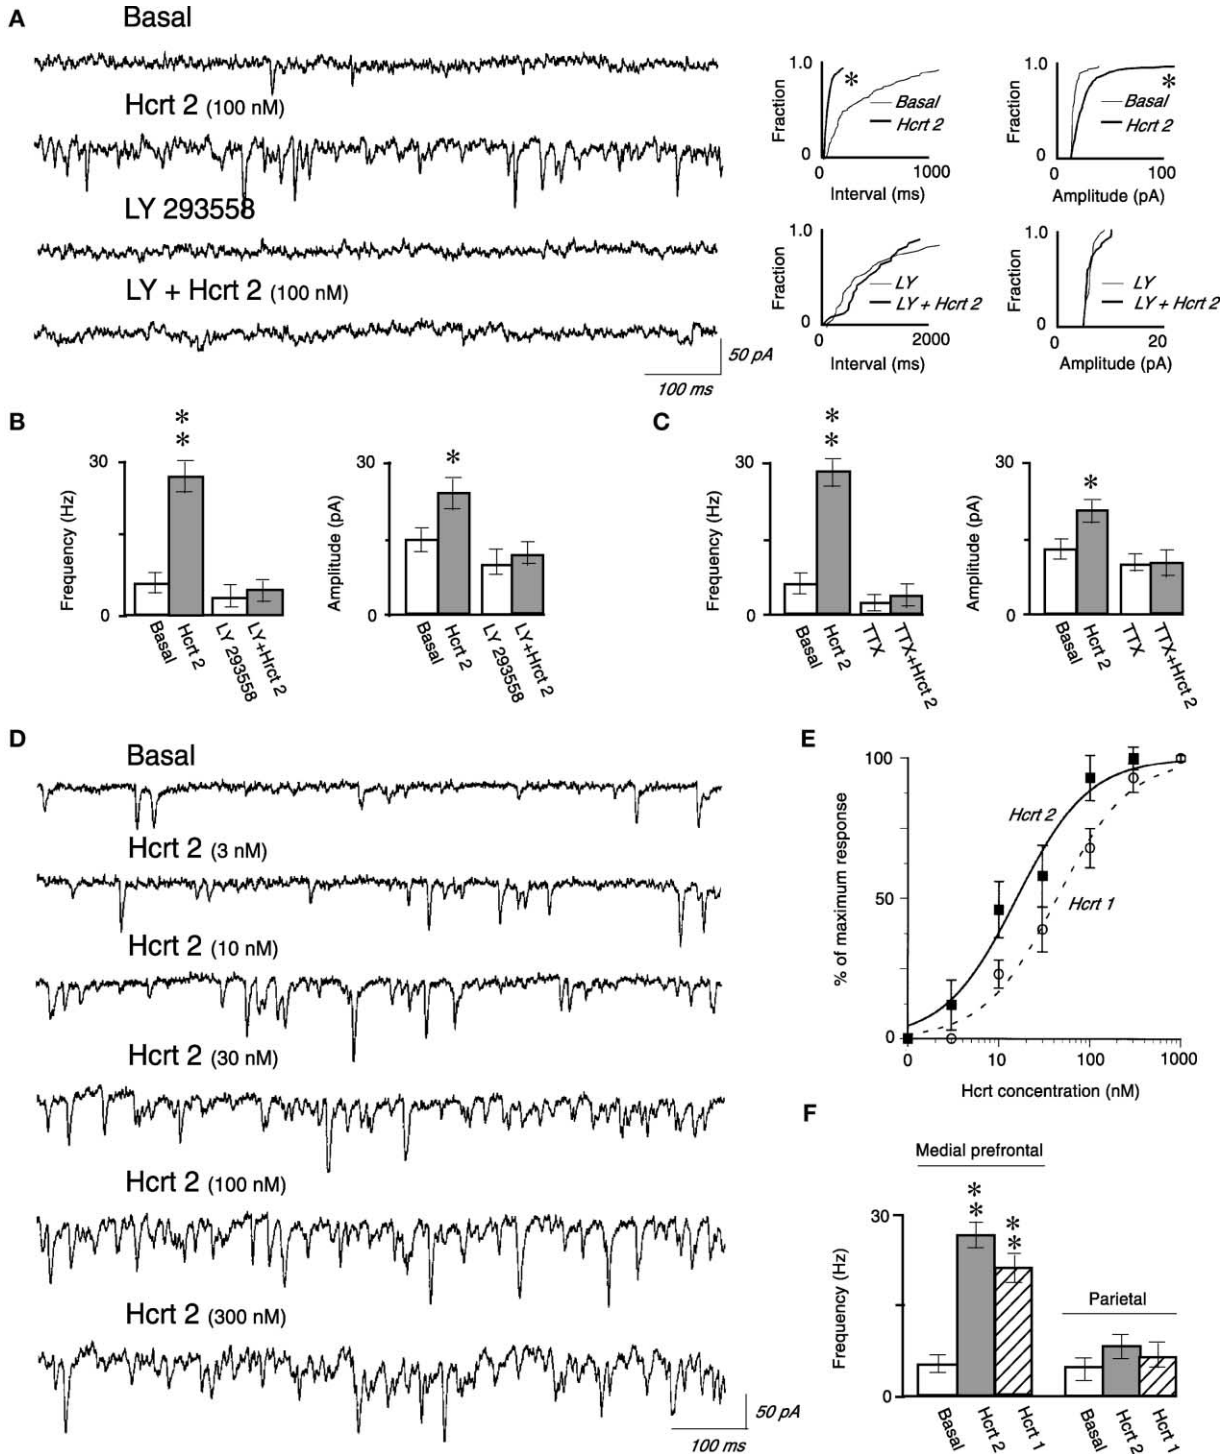 A
Basal
Hcrt 2 (100 nM)
LY 293558
LY + Hcrt 2 (100 nM)
50 pA
100 ms
1.0
Fraction
0
Basal
Hcrt 2
*
0
1000
Interval (ms)
1.0
Fraction
0
Basal
Hcrt 2
*
0
100
Amplitude (pA)
1.0
Fraction
0
LY
LY + Hcrt 2
0
2000
Interval (ms)
1.0
Fraction
0
LY
LY + Hcrt 2
0
20
Amplitude (pA)
B
30
Frequency (Hz)
0
*
*
Basal
Hcrt 2
LY 293558
LY+Hrct 2
30
Amplitude (pA)
0
*
Basal
Hcrt 2
LY 293558
LY+Hrct 2
C
30
Frequency (Hz)
0
*
*
Basal
Hcrt 2
TTX
TTX+Hrct 2
30
Amplitude (pA)
0
*
Basal
Hcrt 2
TTX
TTX+Hrct 2
D
Basal
Hcrt 2 (3 nM)
Hcrt 2 (10 nM)
Hcrt 2 (30 nM)
Hcrt 2 (100 nM)
Hcrt 2 (300 nM)
50 pA
100 ms
E
100
50
0
% of maximum response
Hcrt 2
Hcrt 1
0
10
100
1000
Hcrt concentration (nM)
F
Medial prefrontal
Parietal
30
Frequency (Hz)
0
*
*
*
*
Basal
Hcrt 2
Hcrt 1
Basal
Hcrt 2
Hcrt 1